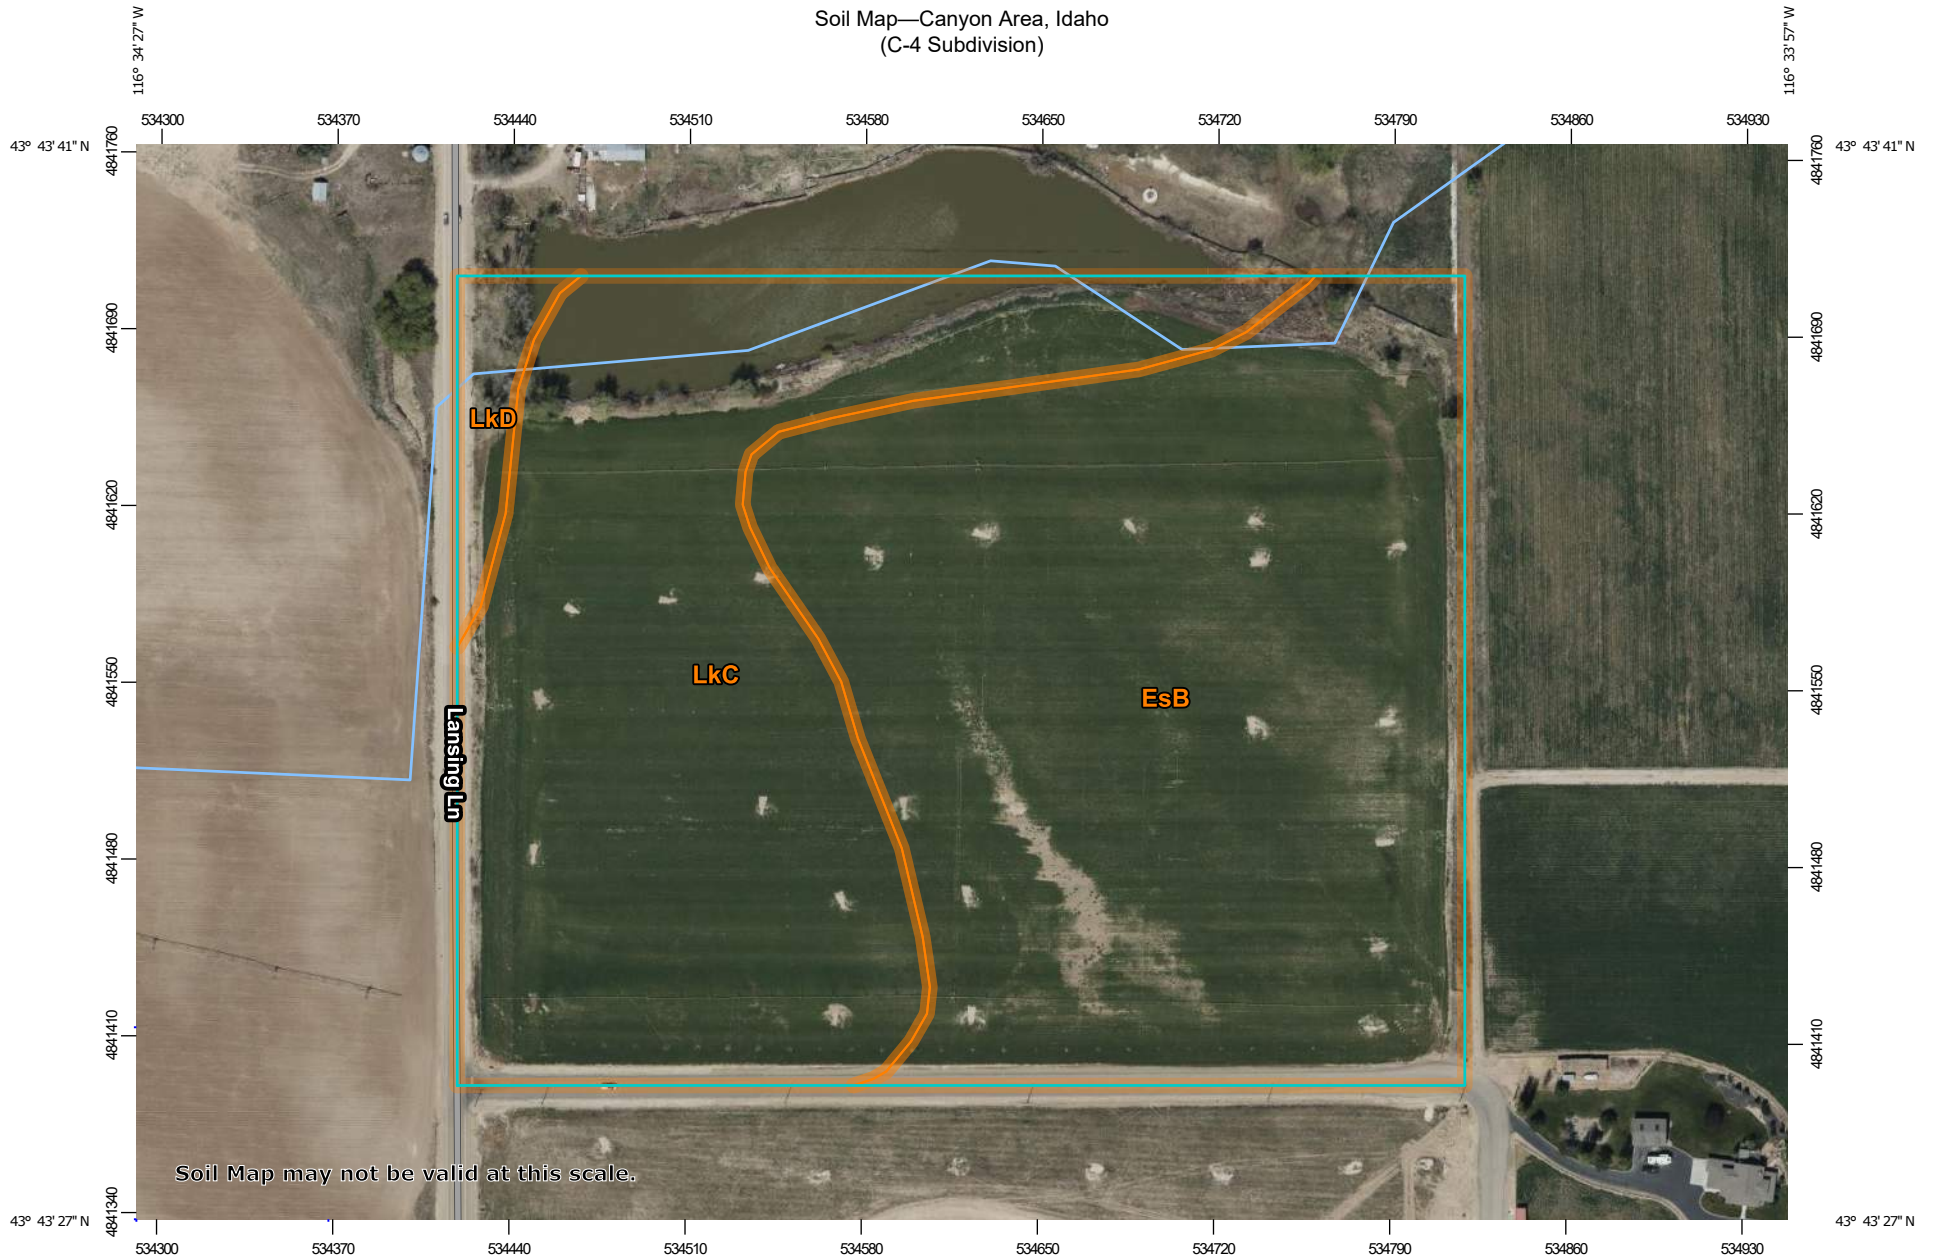 Soil Map—Canyon Area, Idaho
(C-4 Subdivision)
116° 34' 27" W
116° 33' 57" W
534300 534370 534440 534510 534580 534650 534720 534790 534860 534930
43° 43' 41" N
43° 43' 41" N
4841760
4841760
4841690
4841690
LkD
4841620
4841620
LkC
EsB
4841550
4841550
Lansing Ln
4841480
4841480
4841410
4841410
Soil Map may not be valid at this scale.
4841340
43° 43' 27" N
43° 43' 27" N
534300 534370 534440 534510 534580 534650 534720 534790 534860 534930